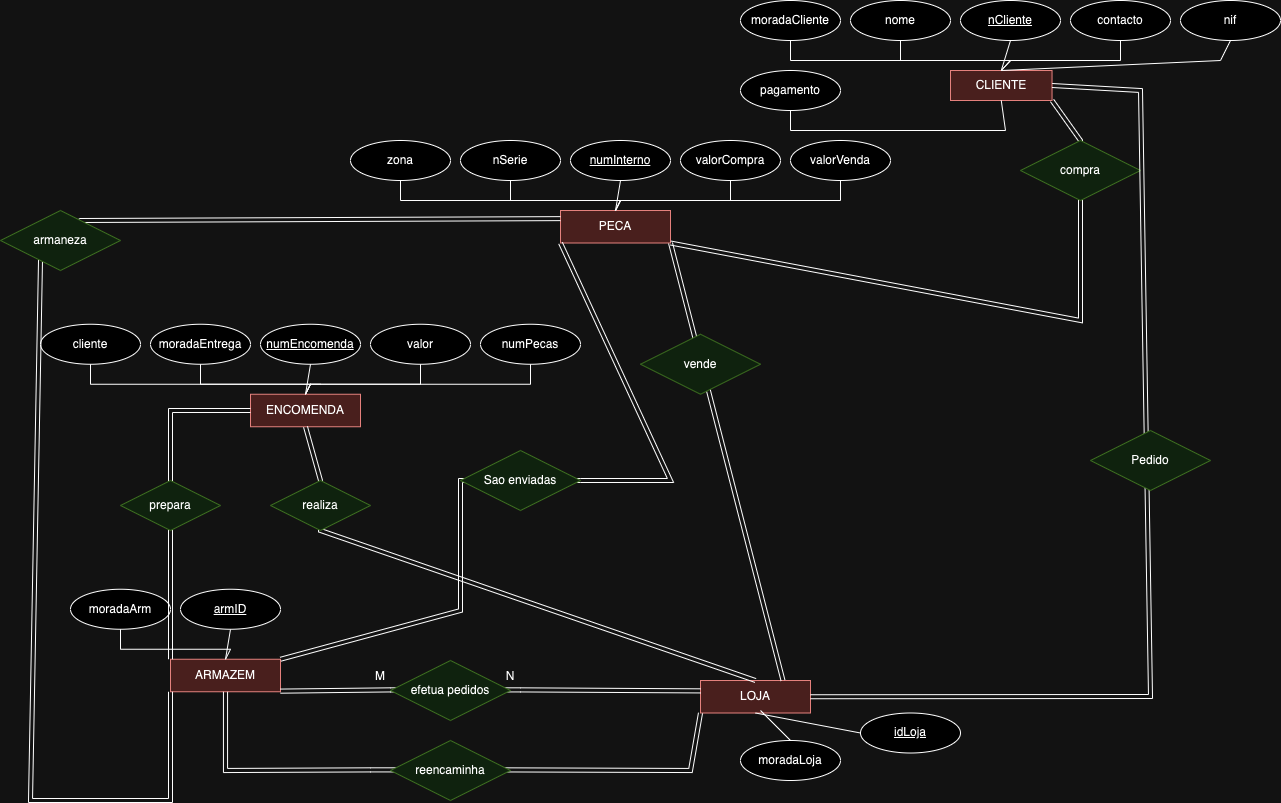 moradaCliente
nome
nCliente
contacto
nif
CLIENTE
pagamento
zona
nSerie
numInterno
valorCompra
valorVenda
compra
PECA
armaneza
cliente
moradaEntrega
numEncomenda
valor
numPecas
vende
ENCOMENDA
Pedido
Sao enviadas
prepara
realiza
moradaArm
armID
ARMAZEM
M
efetua pedidos
N
LOJA
idLoja
moradaLoja
reencaminha